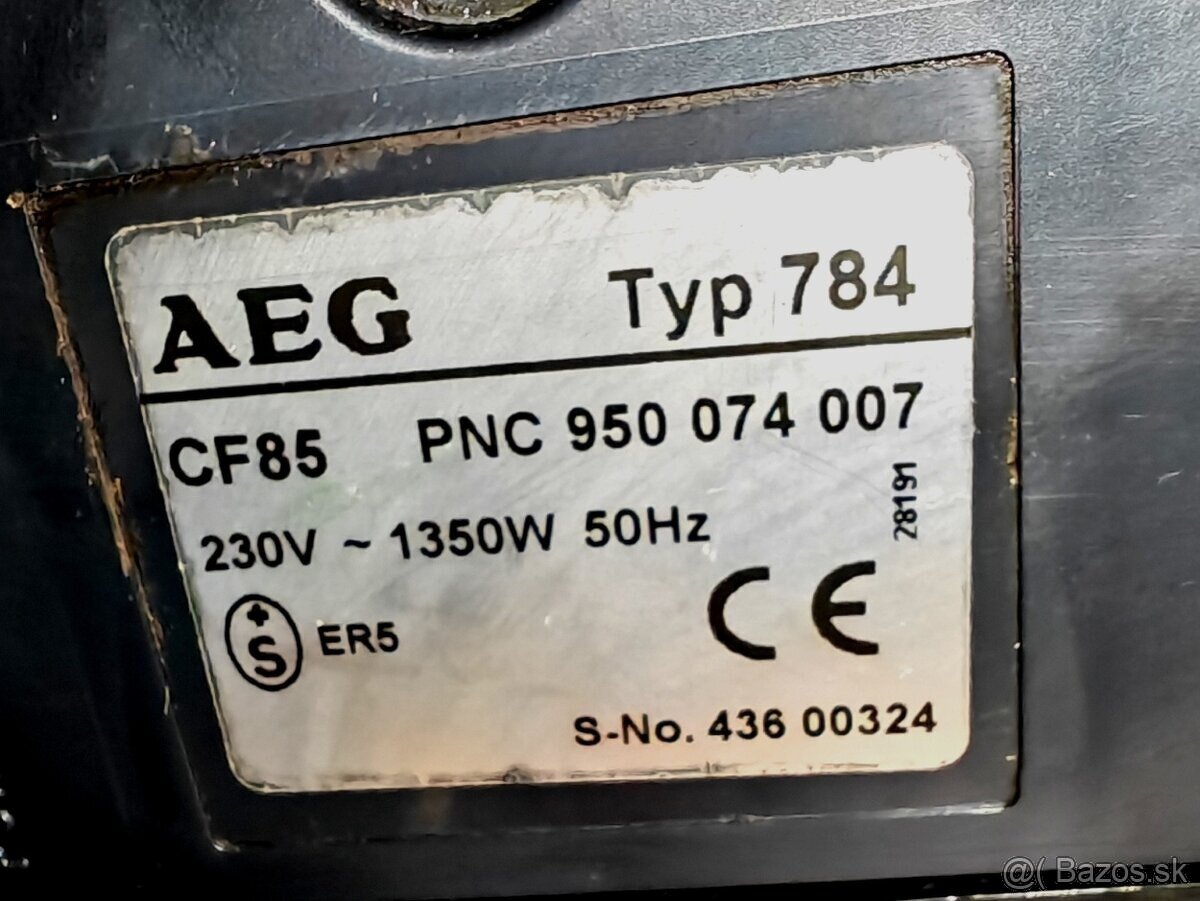 AEG Typ 784
CF85 PNC 950 074 007
28191
230V ~ 1350W 50Hz
+S ER5
CE
S-No. 436 00324
@( Bazos.sk